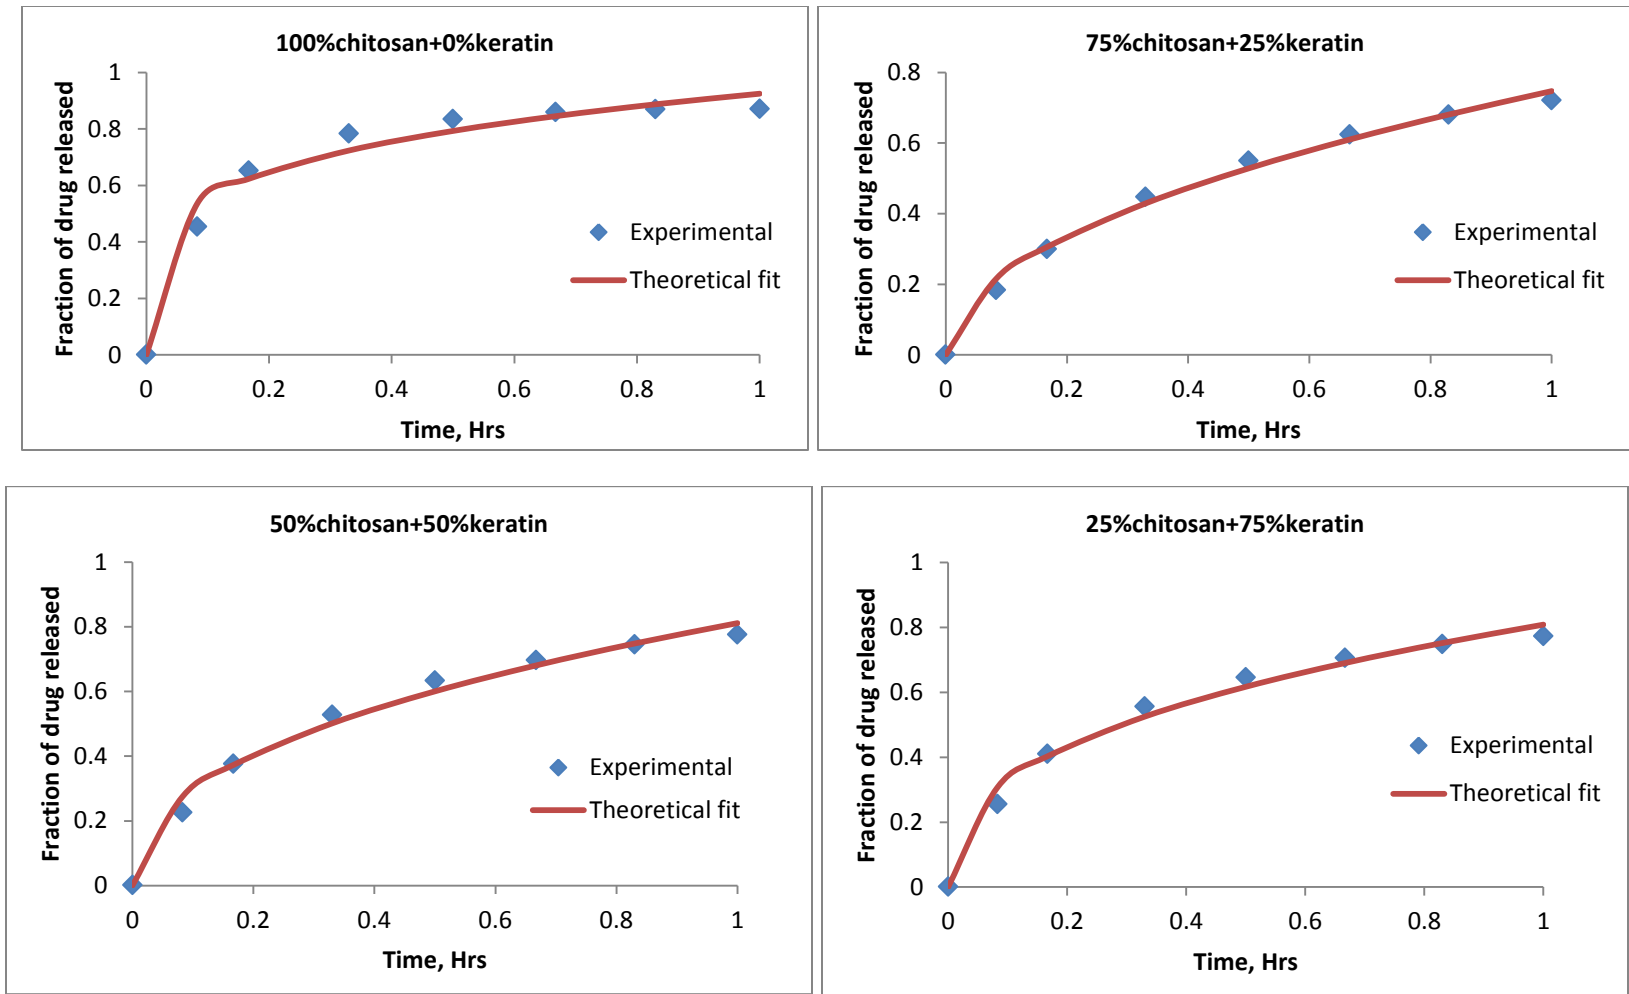 100%chitosan+0%keratin
Fraction of drug released
1
0.8
0.6
0.4
0.2
0
0 0.2 0.4 0.6 0.8 1
Time, Hrs
Experimental
Theoretical fit
75%chitosan+25%keratin
Fraction of drug released
0.8
0.6
0.4
0.2
0
0 0.2 0.4 0.6 0.8 1
Time, Hrs
Experimental
Theoretical fit
50%chitosan+50%keratin
Fraction of drug released
1
0.8
0.6
0.4
0.2
0
0 0.2 0.4 0.6 0.8 1
Time, Hrs
Experimental
Theoretical fit
25%chitosan+75%keratin
Fraction of drug released
1
0.8
0.6
0.4
0.2
0
0 0.2 0.4 0.6 0.8 1
Time, Hrs
Experimental
Theoretical fit